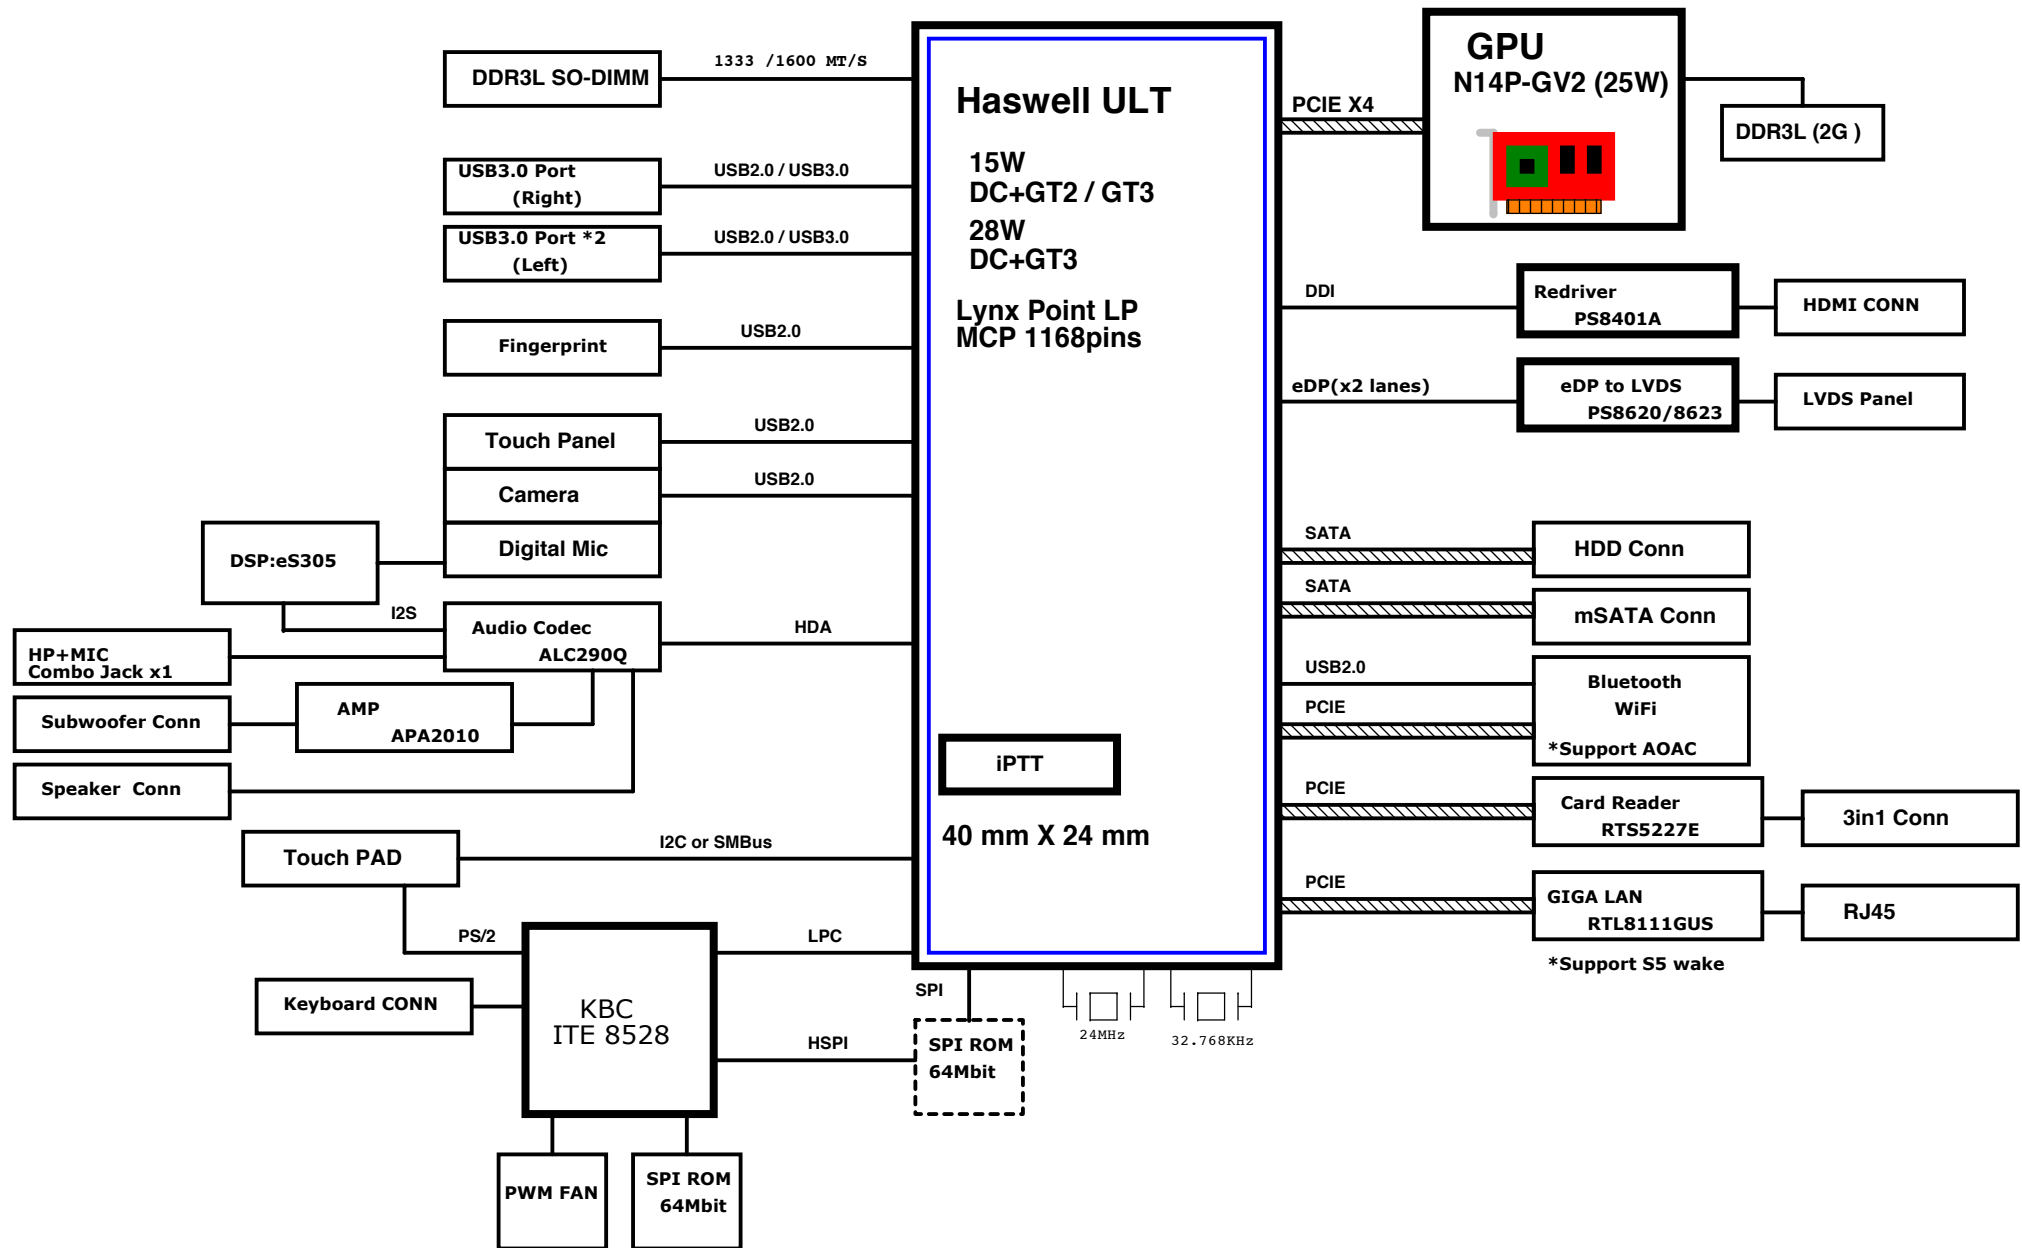 DDR3L SO-DIMM
1333 /1600 MT/S
USB3.0 Port
(Right)
USB2.0 / USB3.0
USB3.0 Port *2
(Left)
USB2.0 / USB3.0
Fingerprint
USB2.0
Touch Panel
USB2.0
Camera
USB2.0
Digital Mic
DSP:eS305
I2S
Audio Codec
ALC290Q
HDA
HP+MIC
Combo Jack x1
Subwoofer Conn
AMP
APA2010
Speaker  Conn
Touch PAD
I2C or SMBus
PS/2
LPC
Keyboard CONN
KBC
ITE 8528
HSPI
PWM FAN
SPI ROM
64Mbit
Haswell ULT
15W
DC+GT2 / GT3
28W
DC+GT3
Lynx Point LP
MCP 1168pins
iPTT
40 mm X 24 mm
SPI
SPI ROM
64Mbit
24MHz
32.768KHz
PCIE X4
GPU
N14P-GV2 (25W)
DDR3L (2G )
DDI
Redriver
PS8401A
HDMI CONN
eDP(x2 lanes)
eDP to LVDS
PS8620/8623
LVDS Panel
SATA
HDD Conn
SATA
mSATA Conn
USB2.0
PCIE
Bluetooth
WiFi
*Support AOAC
PCIE
Card Reader
RTS5227E
3in1 Conn
PCIE
GIGA LAN
RTL8111GUS
RJ45
*Support S5 wake